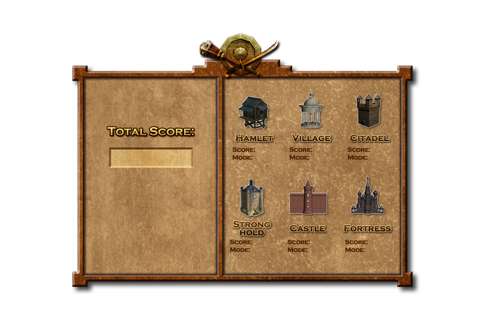 Total Score:
Hamlet Village Citadel
Score: Score: Score:
Mode: Mode: Mode:
Strong
hold Castle Fortress
Score: Score: Score:
Mode: Mode: Mode: